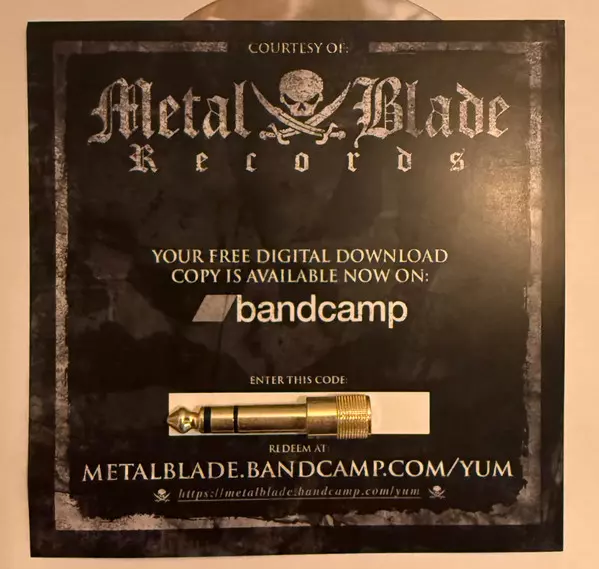 COURTESY OF:
Metal Blade
Records
YOUR FREE DIGITAL DOWNLOAD
COPY IS AVAILABLE NOW ON:
bandcamp
ENTER THIS CODE:
REDEEM AT:
METALBLADE.BANDCAMP.COM/YUM
https://metalblade.bandcamp.com/yum